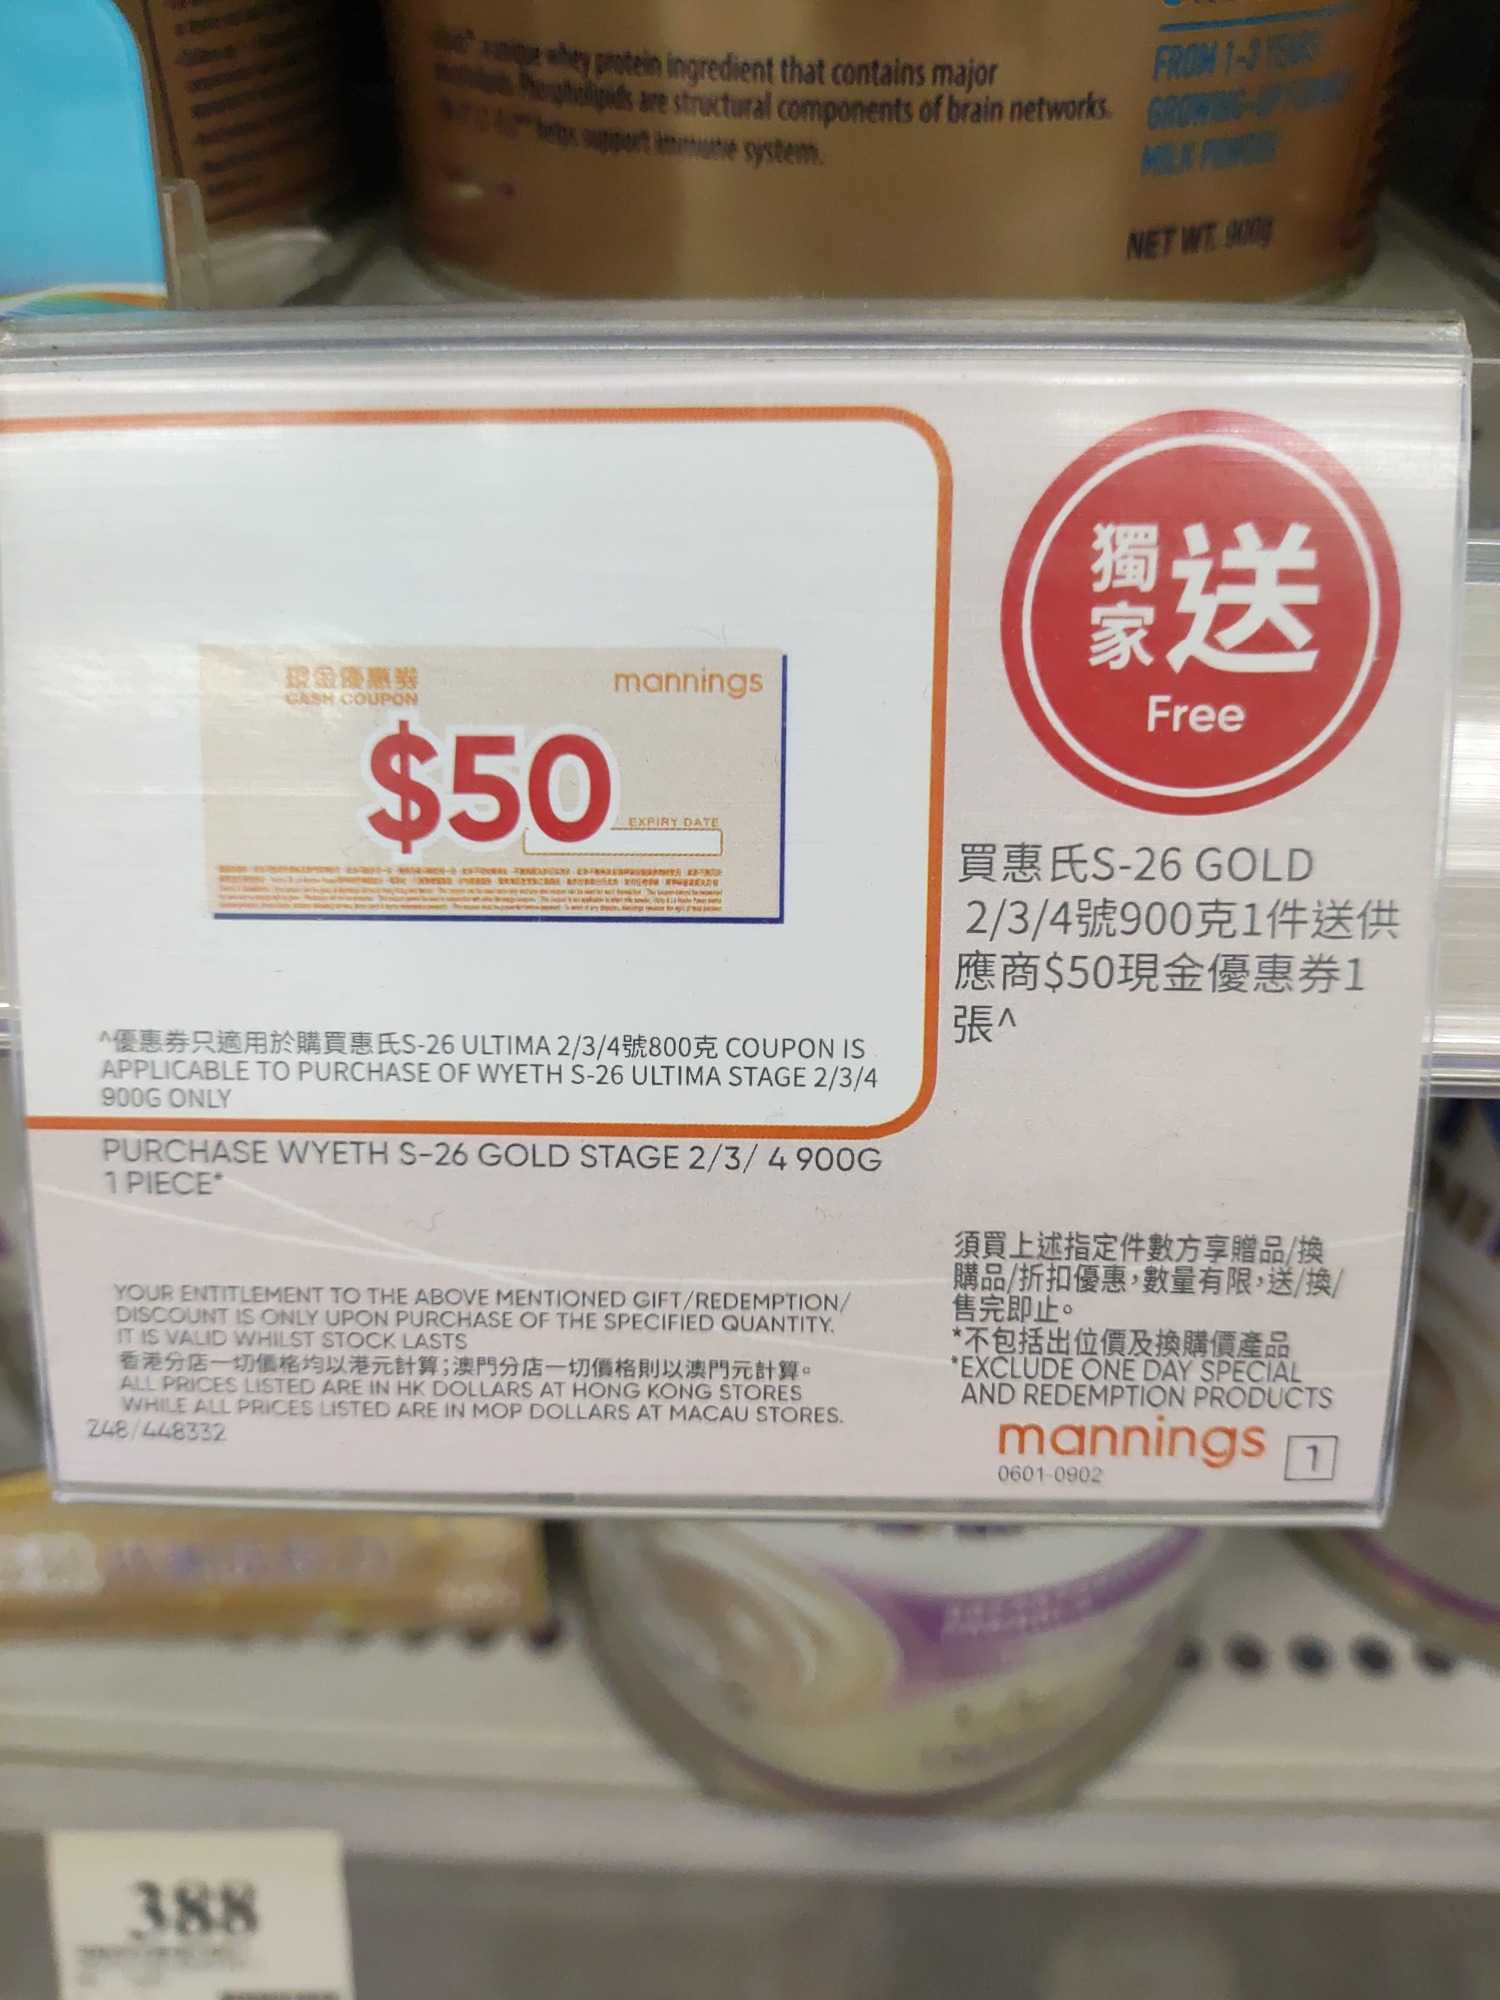 unique whey protein ingredient that contains major
Phospholipids are structural components of brain networks.
helps support immune system.
FROM 1-3 YEARS
GROWING-UP
MILK POWDER
NET WT. 900g
獨家
送
Free
現金優惠券
CASH COUPON
mannings
$50
EXPIRY DATE
買惠氏S-26 GOLD
2/3/4號900克1件送供
應商$50現金優惠券1
張^
^優惠券只適用於購買惠氏S-26 ULTIMA 2/3/4號800克 COUPON IS
APPLICABLE TO PURCHASE OF WYETH S-26 ULTIMA STAGE 2/3/4
900G ONLY
PURCHASE WYETH S-26 GOLD STAGE 2/3/ 4 900G
1 PIECE*
YOUR ENTITLEMENT TO THE ABOVE MENTIONED GIFT/REDEMPTION/
DISCOUNT IS ONLY UPON PURCHASE OF THE SPECIFIED QUANTITY.
IT IS VALID WHILST STOCK LASTS
香港分店一切價格均以港元計算;澳門分店一切價格則以澳門元計算。
ALL PRICES LISTED ARE IN HK DOLLARS AT HONG KONG STORES
WHILE ALL PRICES LISTED ARE IN MOP DOLLARS AT MACAU STORES.
Z48/448332
須買上述指定件數方享贈品/換
購品/折扣優惠,數量有限,送/換/
售完即止。
*不包括出位價及換購價產品
*EXCLUDE ONE DAY SPECIAL
AND REDEMPTION PRODUCTS
mannings
1
0601-0902
388